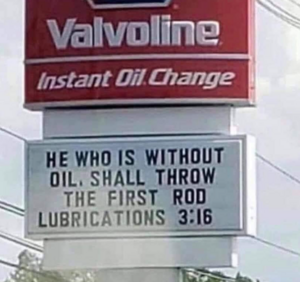 Valvoline
Instant Oil Change
HE WHO IS WITHOUT
OIL. SHALL THROW
THE FIRST ROD
LUBRICATIONS 3:16